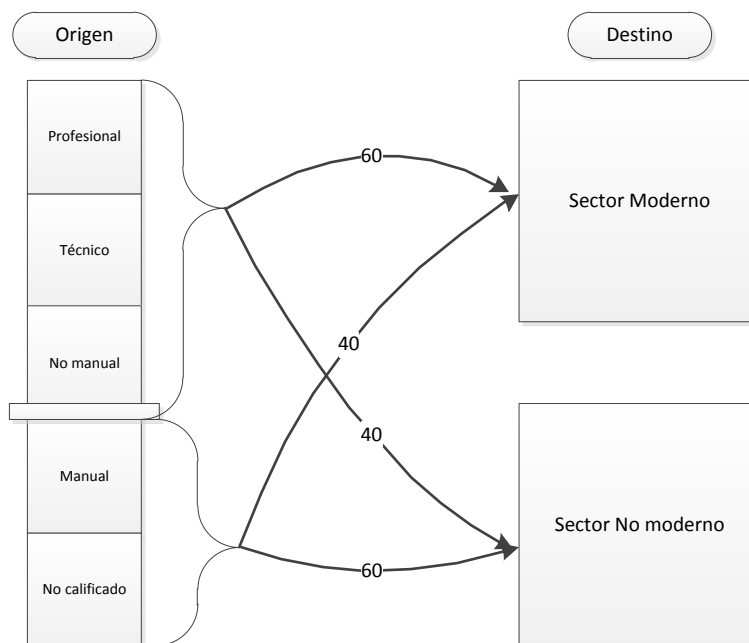 Origen
Destino
Profesional
60
Sector Moderno
Técnico
40
No manual
40
Manual
Sector No moderno
60
No calificado